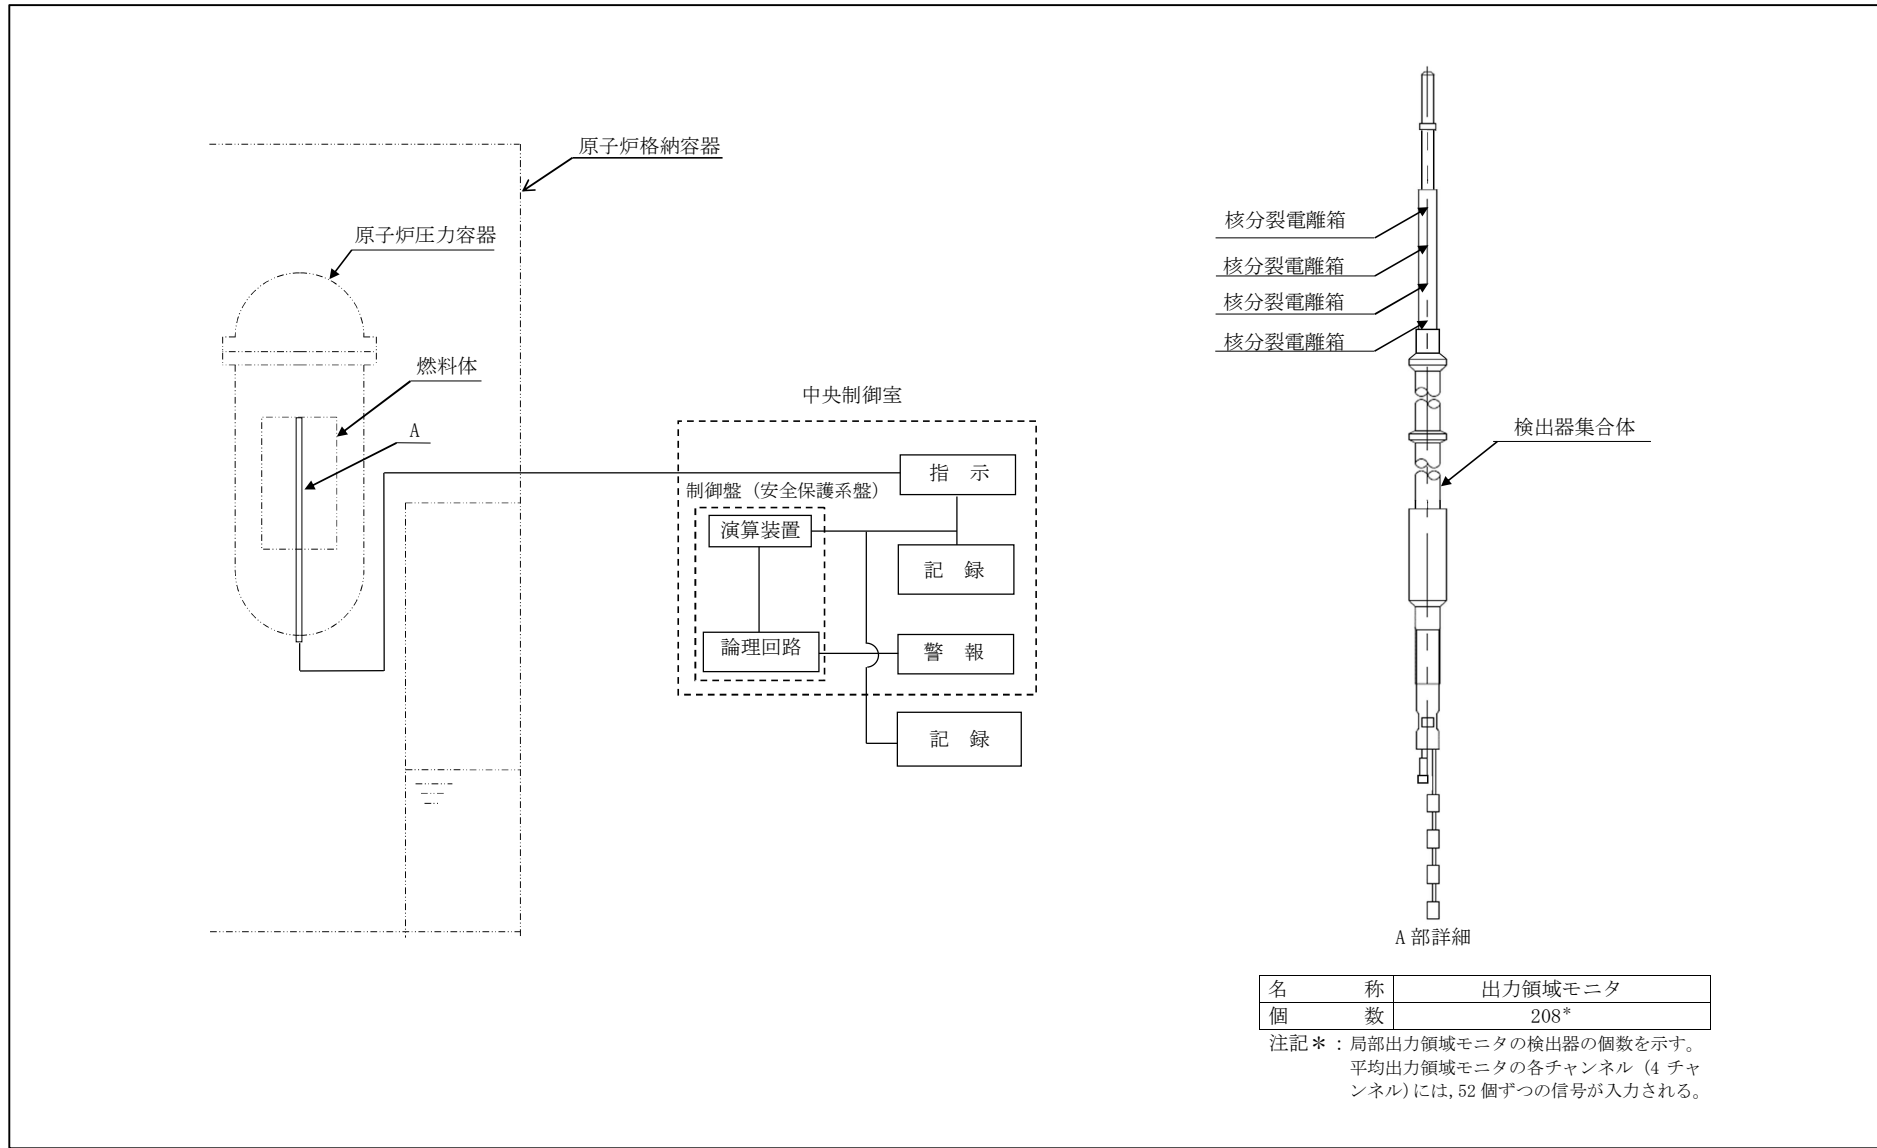 原子炉格納容器
原子炉圧力容器
燃料体
A
中央制御室
指　示
制御盤（安全保護系盤）
演算装置
記　録
論理回路
警　報
記　録
核分裂電離箱
核分裂電離箱
核分裂電離箱
核分裂電離箱
検出器集合体
A 部詳細
名　称　出力領域モニタ
個　数　208*
注記＊：局部出力領域モニタの検出器の個数を示す。
平均出力領域モニタの各チャンネル（4 チャ
ンネル）には，52 個ずつの信号が入力される。